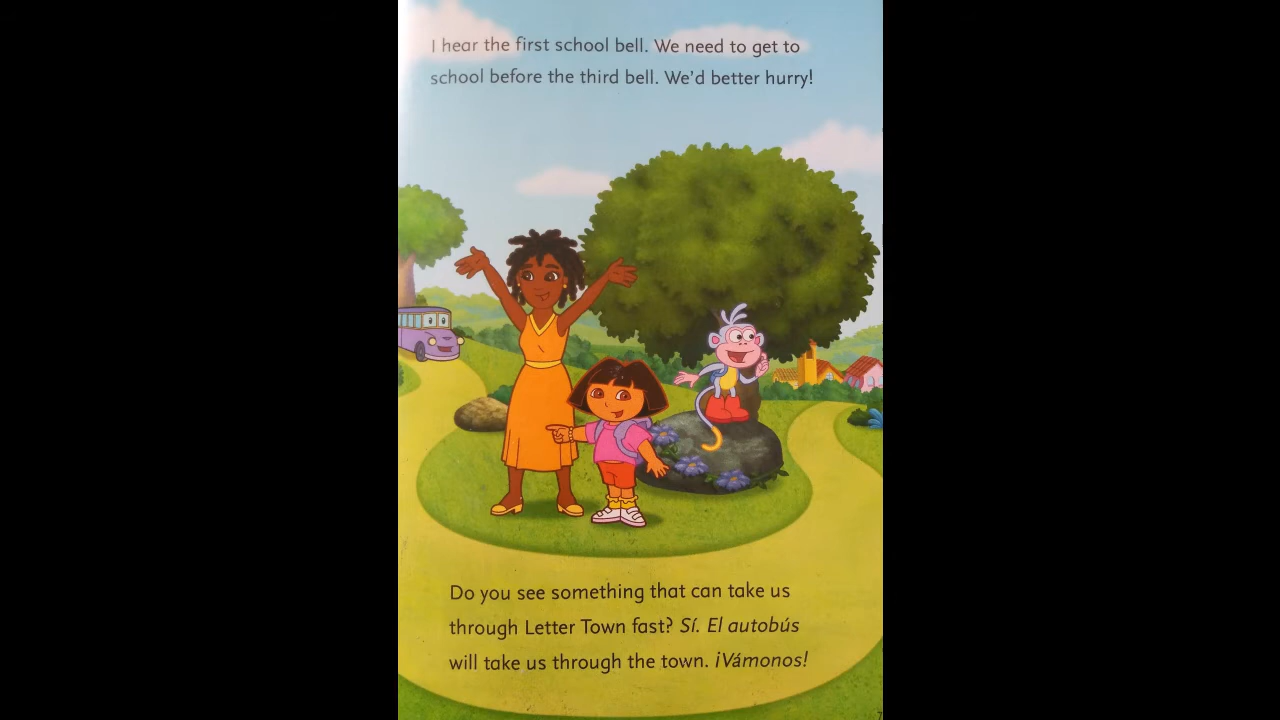 I hear the first school bell. We need to get to
school before the third bell. We'd better hurry!
Do you see something that can take us
through Letter Town fast? Sí. El autobús
will take us through the town. ¡Vámonos!
7